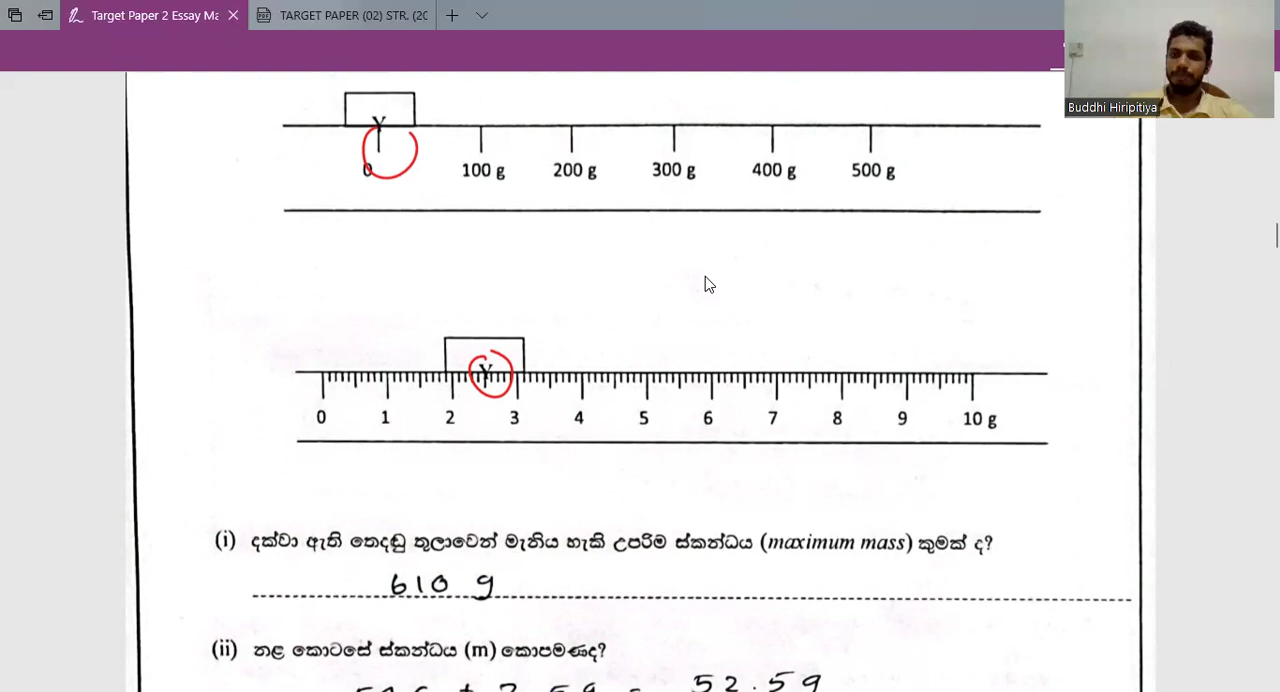 Target Paper 2 Essay Ma
TARGET PAPER (02) STR. (20
Buddhi Hiripitiya
Y
0 100 g 200 g 300 g 400 g 500 g
Y
0 1 2 3 4 5 6 7 8 9 10 g
(i) දක්වා ඇති තෙදඬු තුලාවෙන් මැනිය හැකි උපරිම ස්කන්ධය (maximum mass) කුමක් ද?
610 g
(ii) නළ කොටසේ ස්කන්ධය (m) කොපමණද?
52.5g